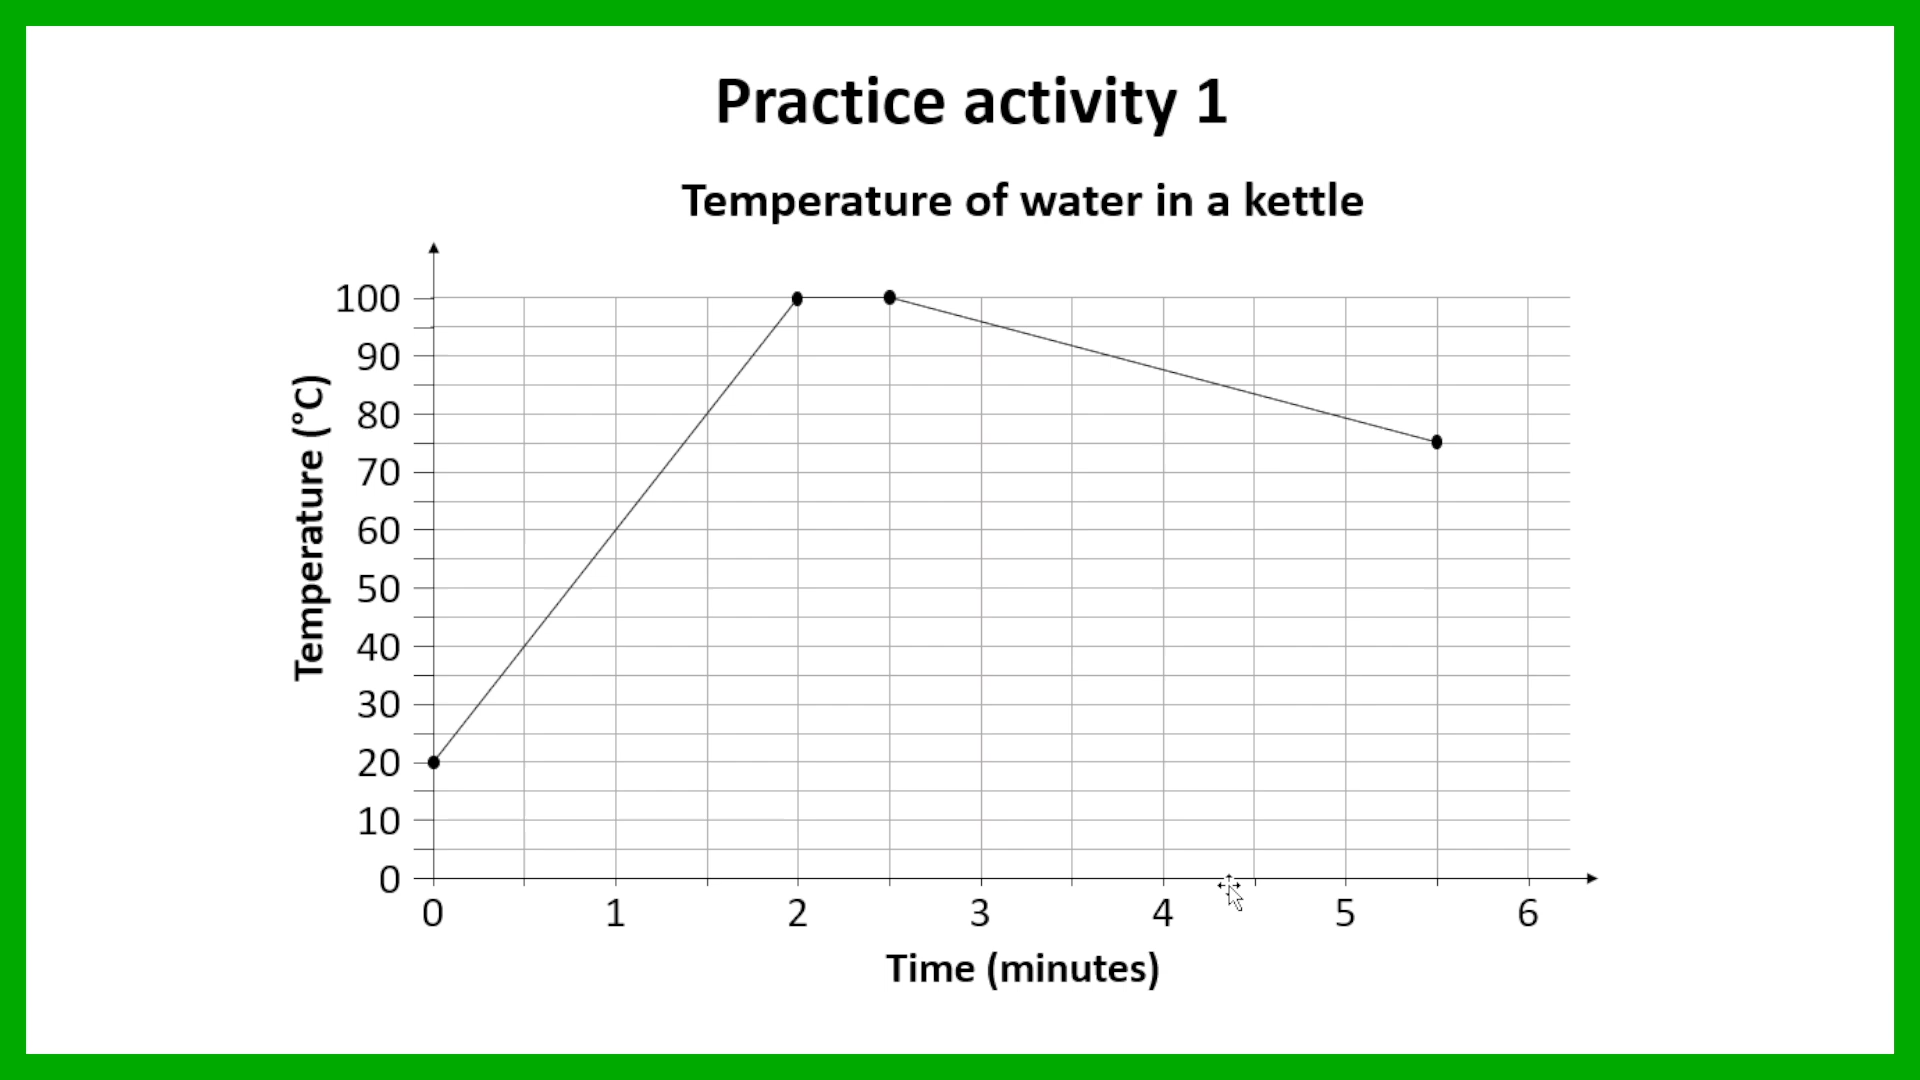 Practice activity 1
Temperature of water in a kettle
Temperature (°C)
100
90
80
70
60
50
40
30
20
10
0
0 1 2 3 4 5 6
Time (minutes)